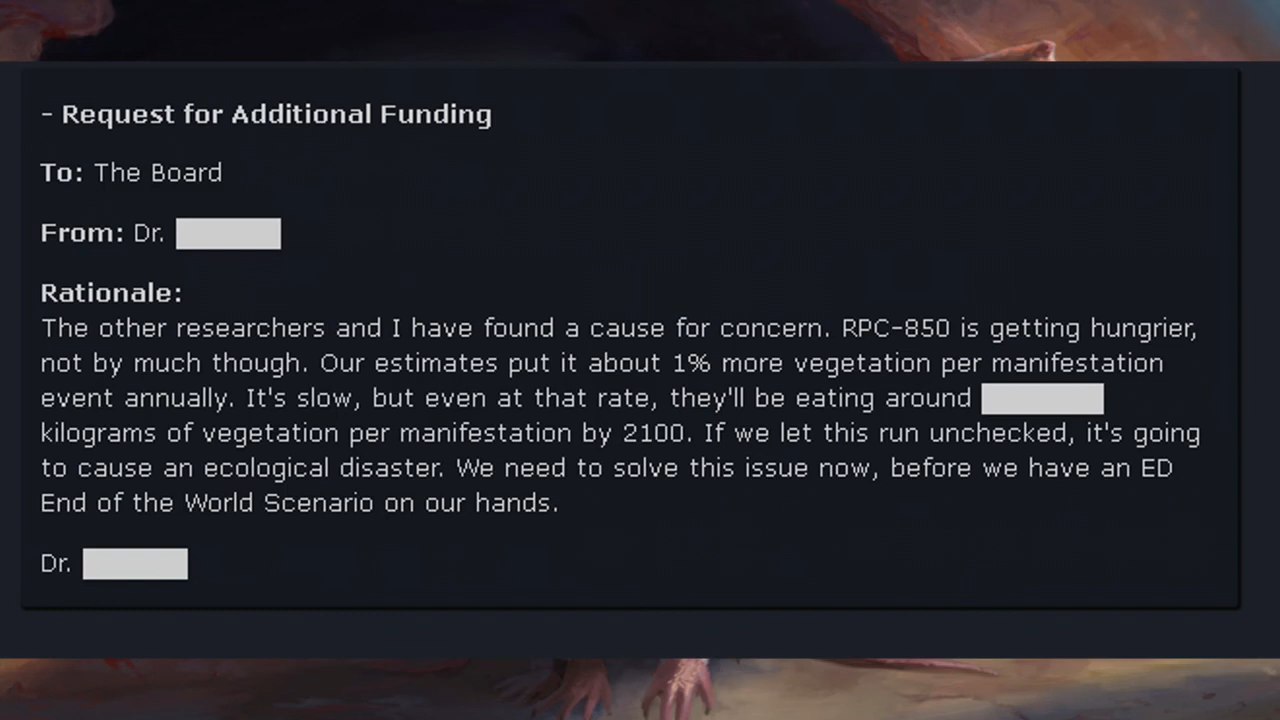 - Request for Additional Funding
To: The Board
From: Dr.
Rationale:
The other researchers and I have found a cause for concern. RPC-850 is getting hungrier,
not by much though. Our estimates put it about 1% more vegetation per manifestation
event annually. It's slow, but even at that rate, they'll be eating around
kilograms of vegetation per manifestation by 2100. If we let this run unchecked, it's going
to cause an ecological disaster. We need to solve this issue now, before we have an ED
End of the World Scenario on our hands.
Dr.